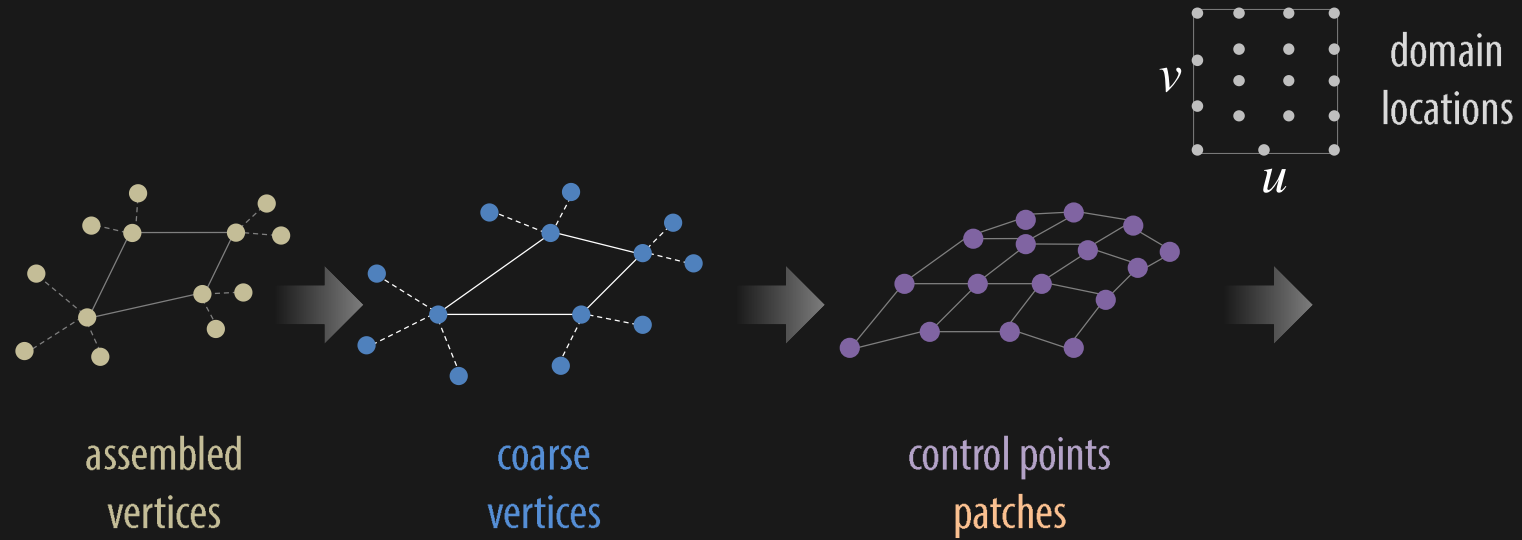 v
u
domain
locations
assembled
vertices
coarse
vertices
control points
patches